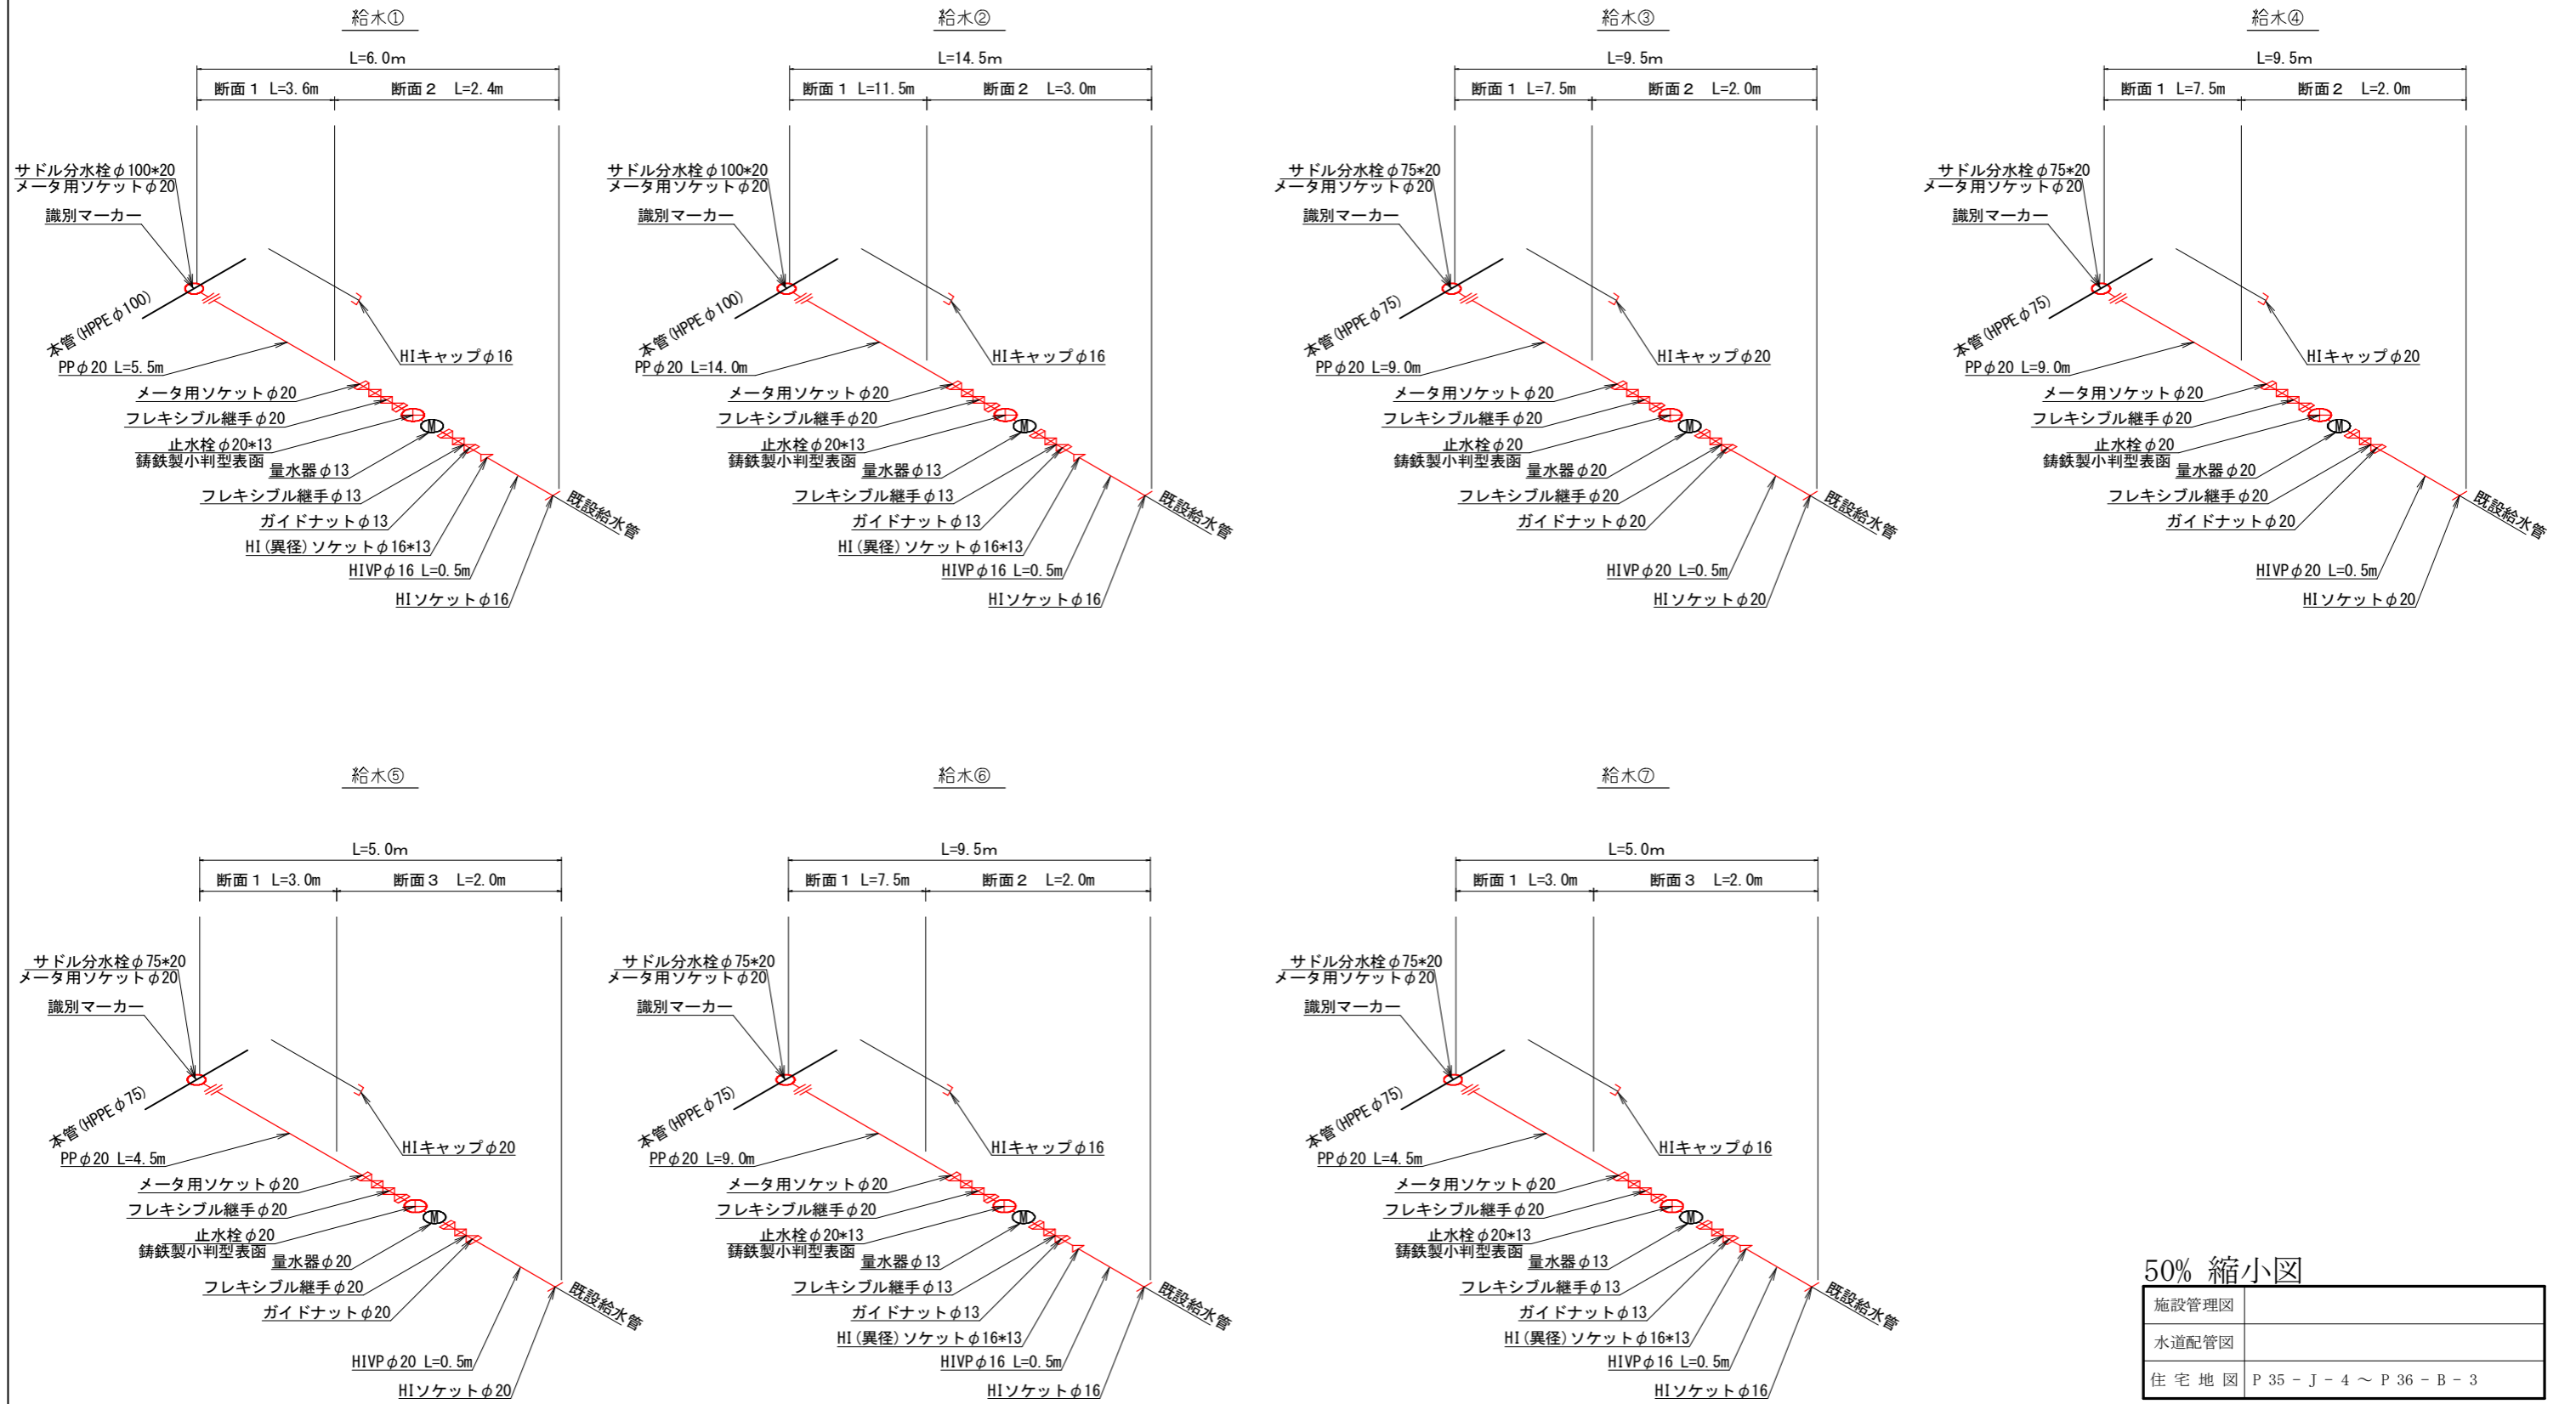 給水①
L=6.0m
断面1 L=3.6m
断面2 L=2.4m
サドル分水栓φ100*20
メータ用ソケットφ20
識別マーカー
本管(HPPEφ100)
HIキャップφ16
PPφ20 L=5.5m
メータ用ソケットφ20
フレキシブル継手φ20
止水栓φ20*13
鋳鉄製小判型表函
量水器φ13
M
フレキシブル継手φ13
ガイドナットφ13
HI(異径)ソケットφ16*13
HIVPφ16 L=0.5m
HIソケットφ16
既設給水管
給水②
L=14.5m
断面1 L=11.5m
断面2 L=3.0m
サドル分水栓φ100*20
メータ用ソケットφ20
識別マーカー
本管(HPPEφ100)
HIキャップφ16
PPφ20 L=14.0m
メータ用ソケットφ20
フレキシブル継手φ20
止水栓φ20*13
鋳鉄製小判型表函
量水器φ13
M
フレキシブル継手φ13
ガイドナットφ13
HI(異径)ソケットφ16*13
HIVPφ16 L=0.5m
HIソケットφ16
既設給水管
給水③
L=9.5m
断面1 L=7.5m
断面2 L=2.0m
サドル分水栓φ75*20
メータ用ソケットφ20
識別マーカー
本管(HPPEφ75)
HIキャップφ20
PPφ20 L=9.0m
メータ用ソケットφ20
フレキシブル継手φ20
止水栓φ20
鋳鉄製小判型表函
量水器φ20
M
フレキシブル継手φ20
ガイドナットφ20
HIVPφ20 L=0.5m
HIソケットφ20
既設給水管
給水④
L=9.5m
断面1 L=7.5m
断面2 L=2.0m
サドル分水栓φ75*20
メータ用ソケットφ20
識別マーカー
本管(HPPEφ75)
HIキャップφ20
PPφ20 L=9.0m
メータ用ソケットφ20
フレキシブル継手φ20
止水栓φ20
鋳鉄製小判型表函
量水器φ20
M
フレキシブル継手φ20
ガイドナットφ20
HIVPφ20 L=0.5m
HIソケットφ20
既設給水管
給水⑤
L=5.0m
断面1 L=3.0m
断面3 L=2.0m
サドル分水栓φ75*20
メータ用ソケットφ20
識別マーカー
本管(HPPEφ75)
HIキャップφ20
PPφ20 L=4.5m
メータ用ソケットφ20
フレキシブル継手φ20
止水栓φ20
鋳鉄製小判型表函
量水器φ20
M
フレキシブル継手φ20
ガイドナットφ20
HIVPφ20 L=0.5m
HIソケットφ20
既設給水管
給水⑥
L=9.5m
断面1 L=7.5m
断面2 L=2.0m
サドル分水栓φ75*20
メータ用ソケットφ20
識別マーカー
本管(HPPEφ75)
HIキャップφ16
PPφ20 L=9.0m
メータ用ソケットφ20
フレキシブル継手φ20
止水栓φ20*13
鋳鉄製小判型表函
量水器φ13
M
フレキシブル継手φ13
ガイドナットφ13
HI(異径)ソケットφ16*13
HIVPφ16 L=0.5m
HIソケットφ16
既設給水管
給水⑦
L=5.0m
断面1 L=3.0m
断面3 L=2.0m
サドル分水栓φ75*20
メータ用ソケットφ20
識別マーカー
本管(HPPEφ75)
HIキャップφ16
PPφ20 L=4.5m
メータ用ソケットφ20
フレキシブル継手φ20
止水栓φ20*13
鋳鉄製小判型表函
量水器φ13
M
フレキシブル継手φ13
ガイドナットφ13
HI(異径)ソケットφ16*13
HIVPφ16 L=0.5m
HIソケットφ16
既設給水管
50% 縮小図
施設管理図
水道配管図
住宅地図 P 35 - J - 4 ～ P 36 - B - 3